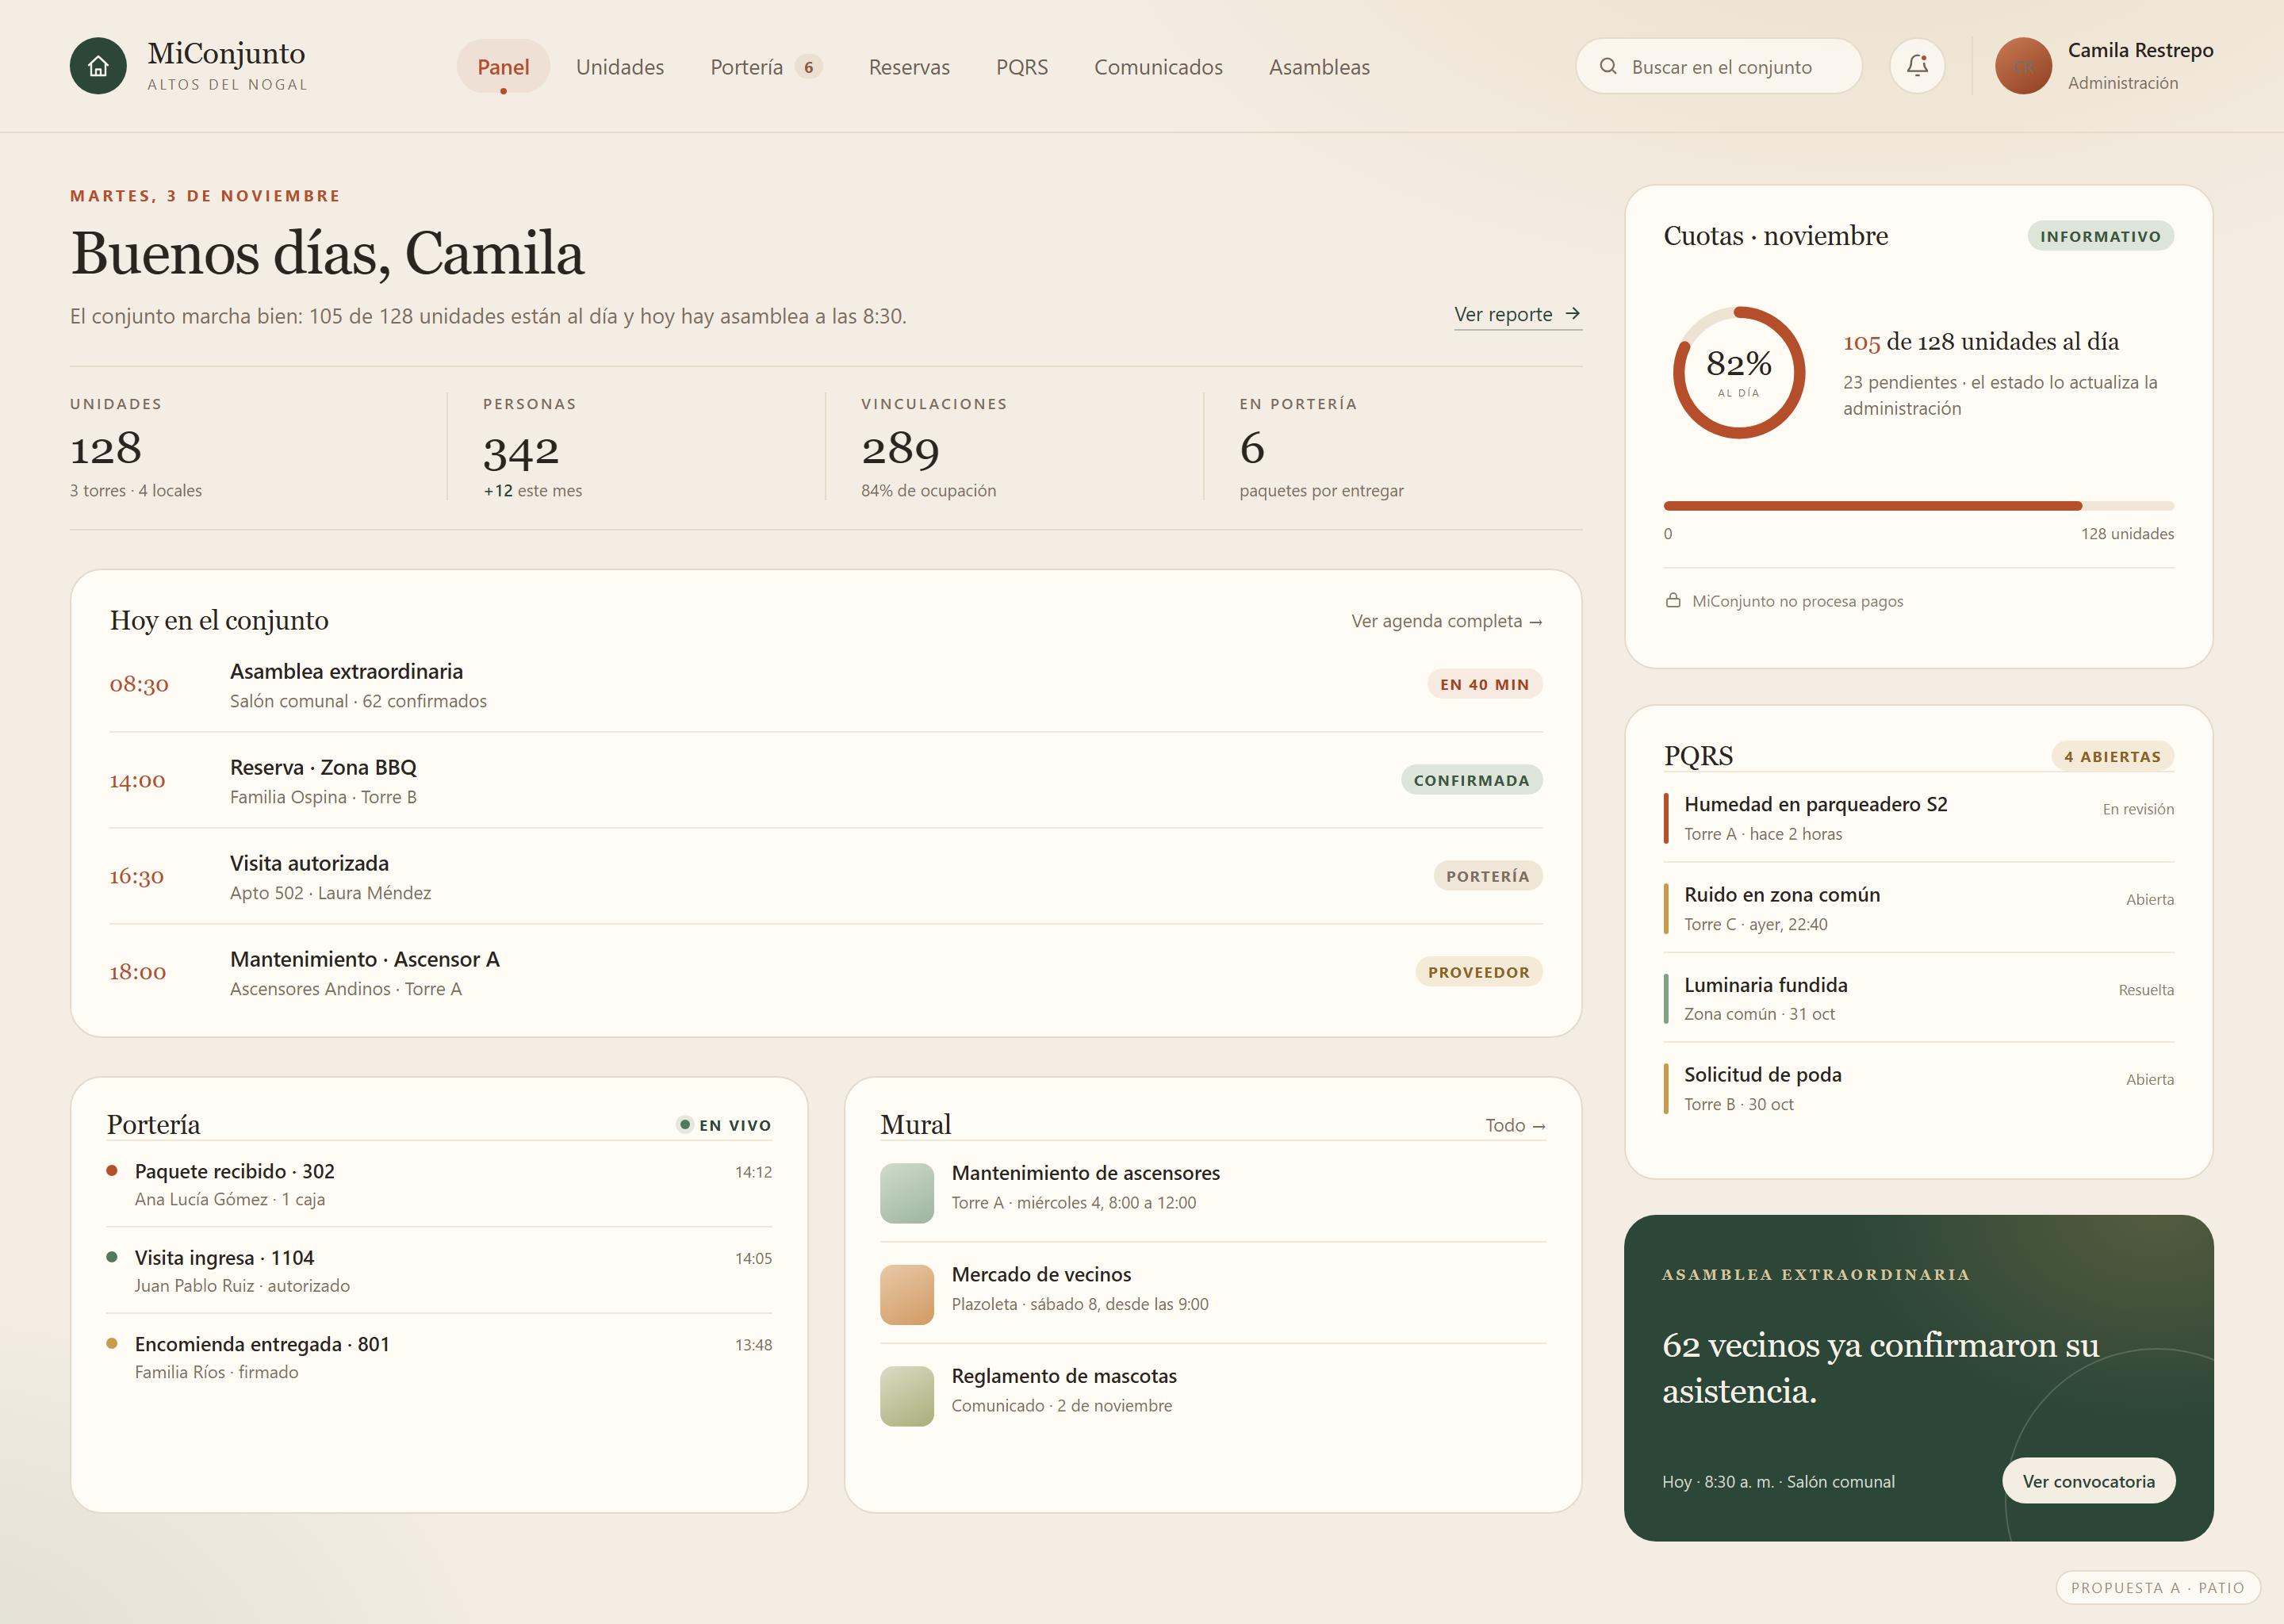 MiConjunto
ALTOS DEL NOGAL
Panel
Unidades
Portería 6
Reservas
PQRS
Comunicados
Asambleas
Buscar en el conjunto
CR
Camila Restrepo
Administración
MARTES, 3 DE NOVIEMBRE
Buenos días, Camila
El conjunto marcha bien: 105 de 128 unidades están al día y hoy hay asamblea a las 8:30.
Ver reporte →
UNIDADES
128
3 torres · 4 locales
PERSONAS
342
+12 este mes
VINCULACIONES
289
84% de ocupación
EN PORTERÍA
6
paquetes por entregar
Hoy en el conjunto
Ver agenda completa →
08:30
Asamblea extraordinaria
Salón comunal · 62 confirmados
EN 40 MIN
14:00
Reserva · Zona BBQ
Familia Ospina · Torre B
CONFIRMADA
16:30
Visita autorizada
Apto 502 · Laura Méndez
PORTERÍA
18:00
Mantenimiento · Ascensor A
Ascensores Andinos · Torre A
PROVEEDOR
Portería
EN VIVO
Paquete recibido · 302
Ana Lucía Gómez · 1 caja
14:12
Visita ingresa · 1104
Juan Pablo Ruiz · autorizado
14:05
Encomienda entregada · 801
Familia Ríos · firmado
13:48
Mural
Todo →
Mantenimiento de ascensores
Torre A · miércoles 4, 8:00 a 12:00
Mercado de vecinos
Plazoleta · sábado 8, desde las 9:00
Reglamento de mascotas
Comunicado · 2 de noviembre
Cuotas · noviembre
INFORMATIVO
82%
AL DÍA
105 de 128 unidades al día
23 pendientes · el estado lo actualiza la
administración
0
128 unidades
MiConjunto no procesa pagos
PQRS
4 ABIERTAS
Humedad en parqueadero S2
Torre A · hace 2 horas
En revisión
Ruido en zona común
Torre C · ayer, 22:40
Abierta
Luminaria fundida
Zona común · 31 oct
Resuelta
Solicitud de poda
Torre B · 30 oct
Abierta
ASAMBLEA EXTRAORDINARIA
62 vecinos ya confirmaron su
asistencia.
Hoy · 8:30 a. m. · Salón comunal
Ver convocatoria
PROPUESTA A · PATIO